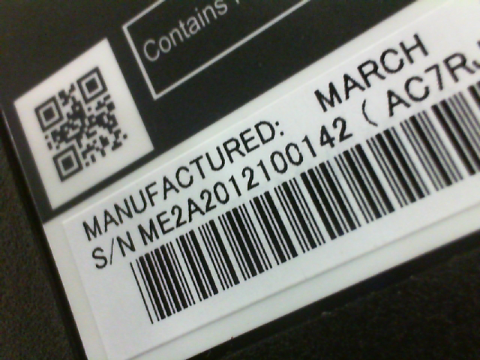 Contains
MANUFACTURED: MARCH
S/N ME2A2012100142 ( AC7R